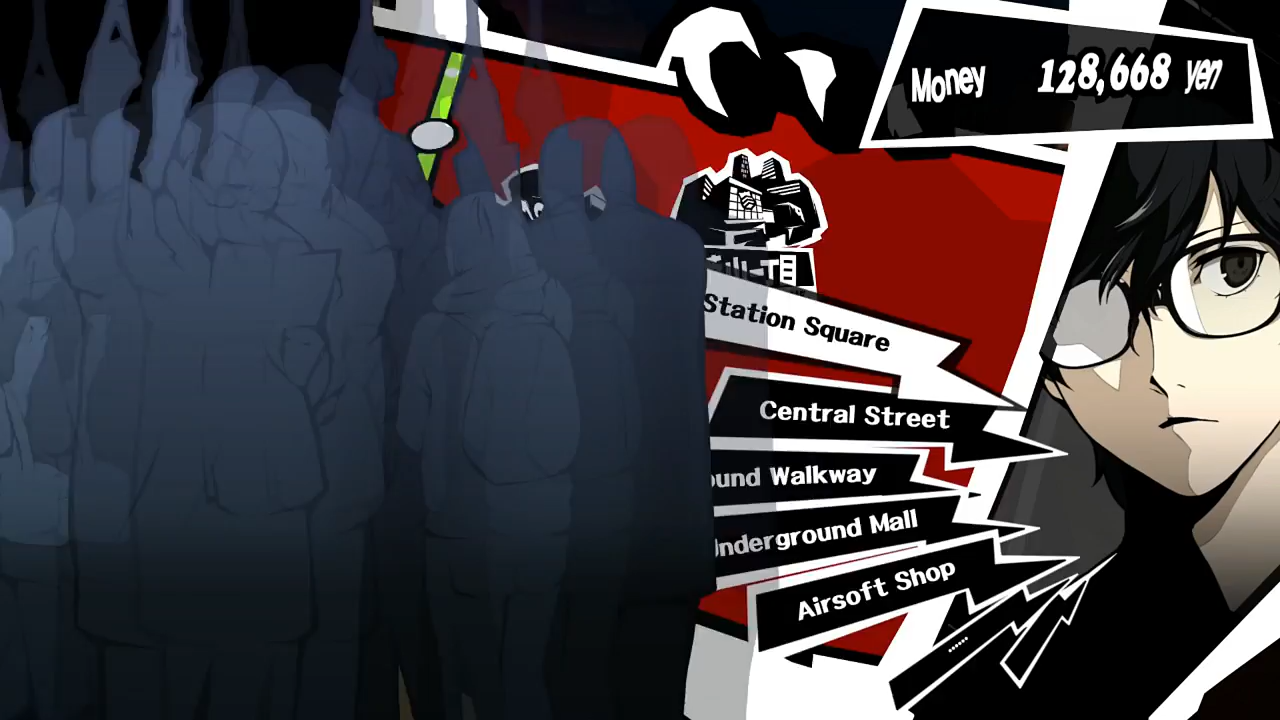 Money 128,668 yen
Station Square
Central Street
ound Walkway
Underground Mall
Airsoft Shop